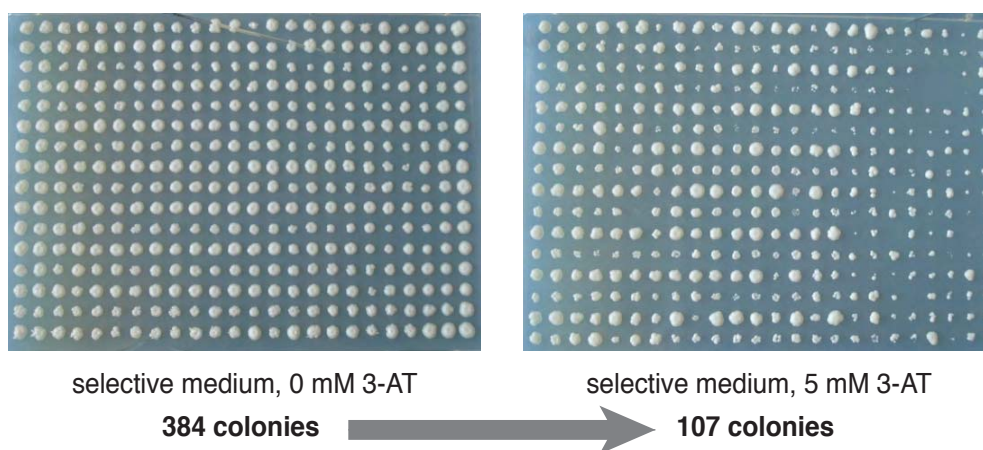 selective medium, 0 mM 3-AT
selective medium, 5 mM 3-AT
384 colonies
107 colonies